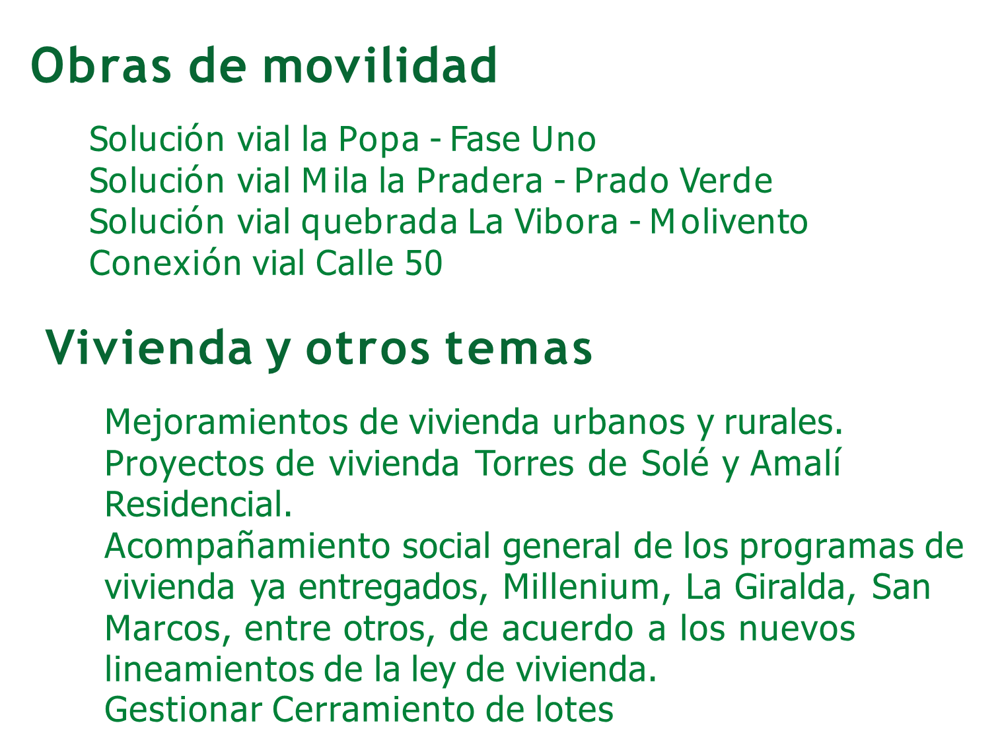 Obras de movilidad
Solución vial la Popa - Fase Uno
Solución vial Mila la Pradera - Prado Verde
Solución vial quebrada La Vibora - Molivento
Conexión vial Calle 50
Vivienda y otros temas
Mejoramientos de vivienda urbanos y rurales.
Proyectos de vivienda Torres de Solé y Amalí
Residencial.
Acompañamiento social general de los programas de
vivienda ya entregados, Millenium, La Giralda, San
Marcos, entre otros, de acuerdo a los nuevos
lineamientos de la ley de vivienda.
Gestionar Cerramiento de lotes